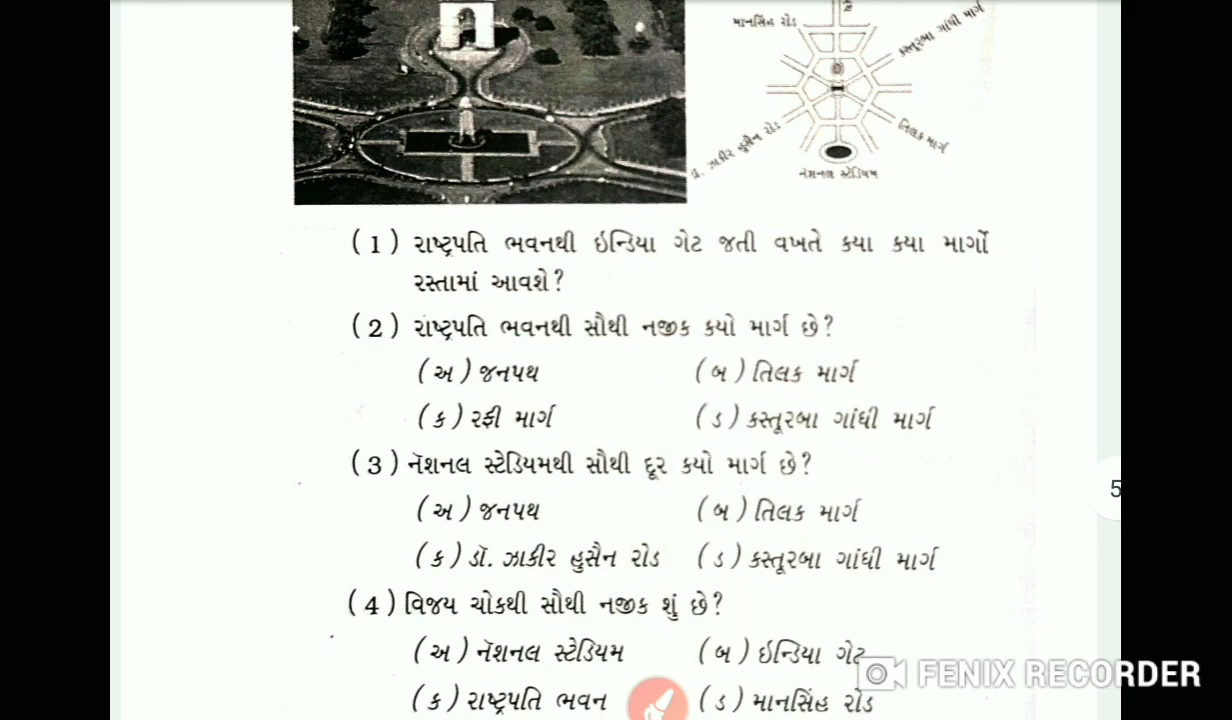 માનસિંહ રોડ
કસ્તૂરબા ગાંધી માર્ગ
ડૉ. ઝાકીર હુસૈન રોડ
તિલક માર્ગ
નૅશનલ સ્ટેડિયમ
(1) રાષ્ટ્રપતિ ભવનથી ઇન્ડિયા ગેટ જતી વખતે કયા કયા માર્ગો
રસ્તામાં આવશે?
(2) રાષ્ટ્રપતિ ભવનથી સૌથી નજીક કયો માર્ગ છે?
(અ) જનપથ (બ) તિલક માર્ગ
(ક) રફી માર્ગ (ડ) કસ્તૂરબા ગાંધી માર્ગ
(3) નૅશનલ સ્ટેડિયમથી સૌથી દૂર કયો માર્ગ છે?
(અ) જનપથ (બ) તિલક માર્ગ
(ક) ડૉ. ઝાકીર હુસૈન રોડ (ડ) કસ્તૂરબા ગાંધી માર્ગ
5
(4) વિજય ચોકથી સૌથી નજીક શું છે?
(અ) નૅશનલ સ્ટેડિયમ (બ) ઇન્ડિયા ગેટ
FENIX RECORDER
(ક) રાષ્ટ્રપતિ ભવન (ડ) માનસિંહ રોડ